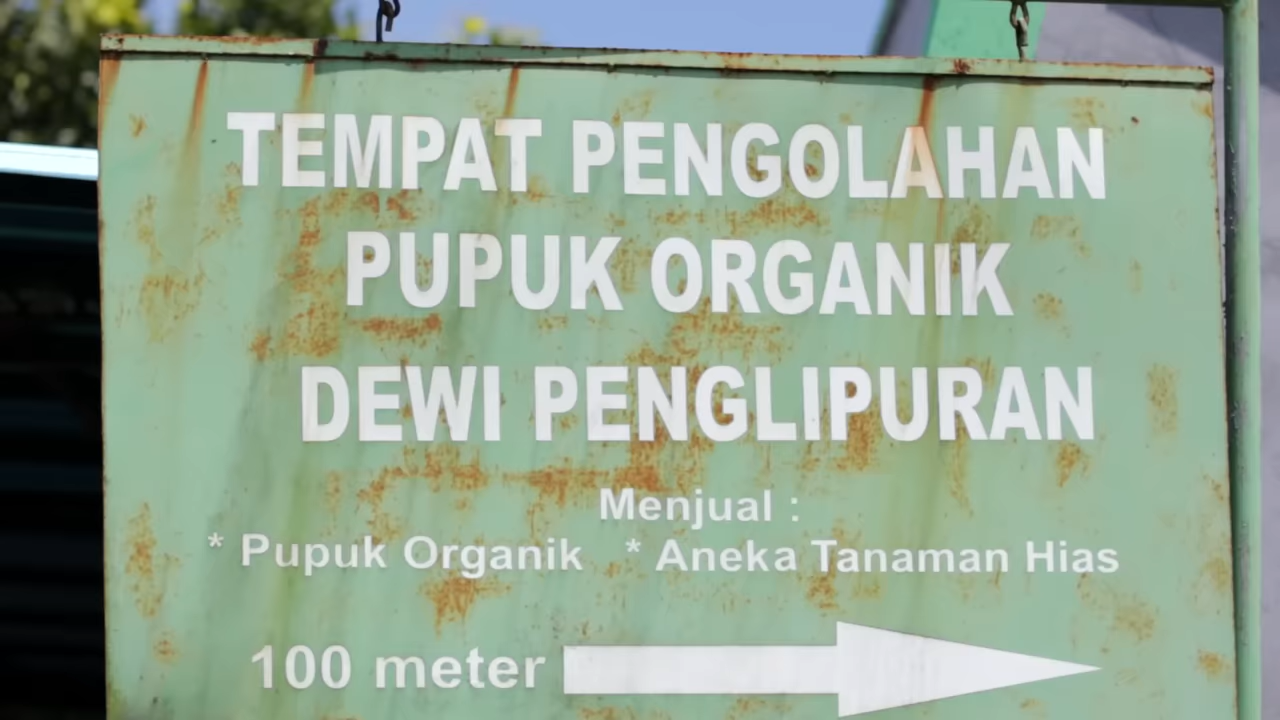 TEMPAT PENGOLAHAN
PUPUK ORGANIK
DEWI PENGLIPURAN
Menjual :
* Pupuk Organik * Aneka Tanaman Hias
100 meter